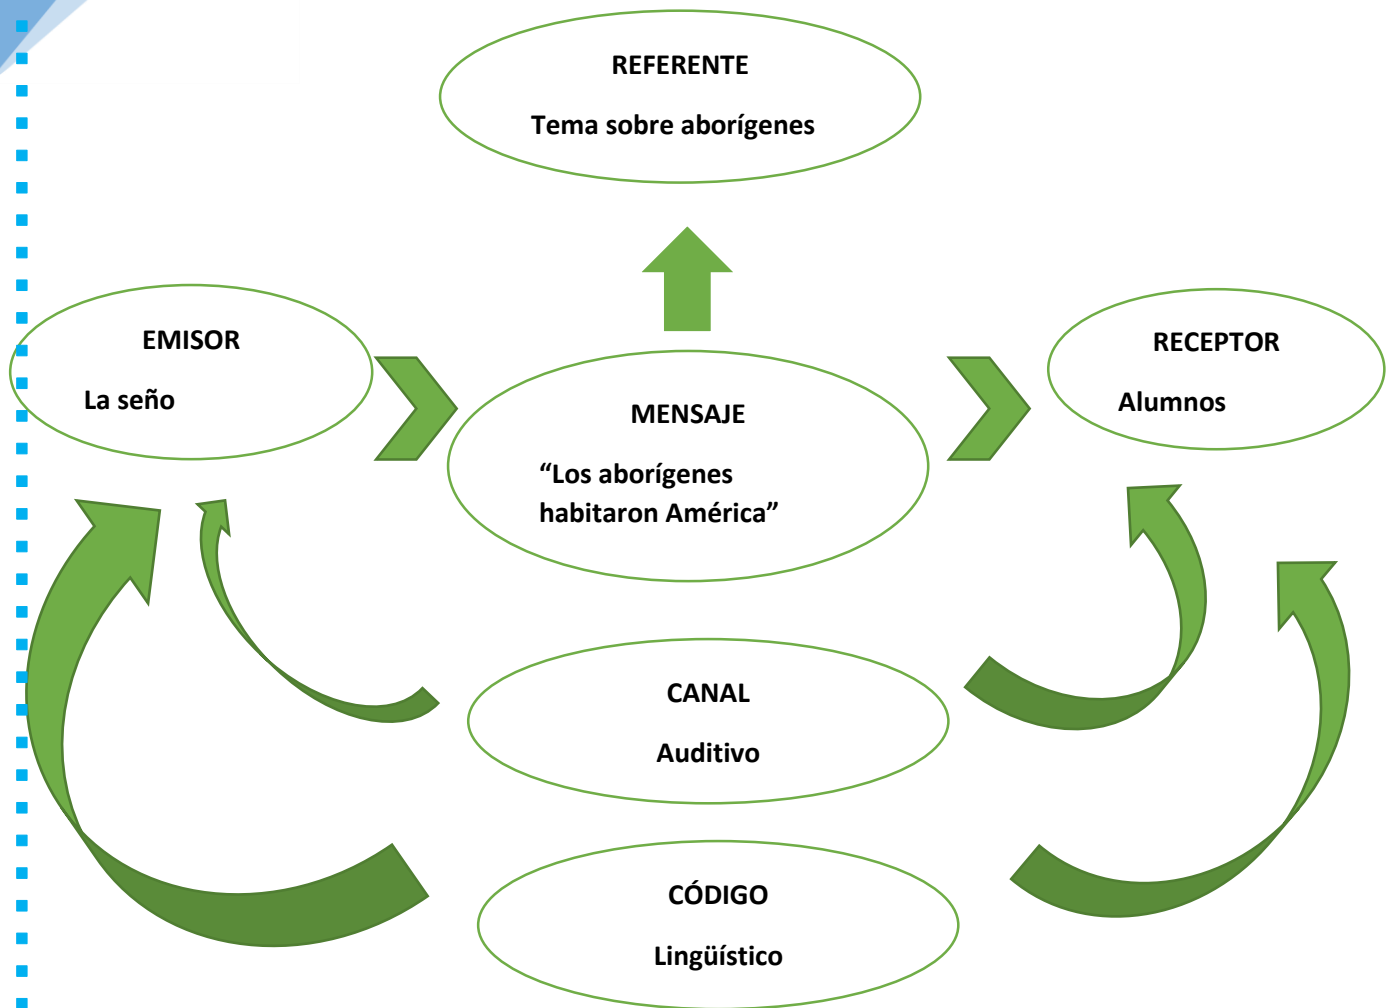 REFERENTE
Tema sobre aborígenes
EMISOR
La seño
MENSAJE
“Los aborígenes
habitaron América”
RECEPTOR
Alumnos
CANAL
Auditivo
CÓDIGO
Lingüístico